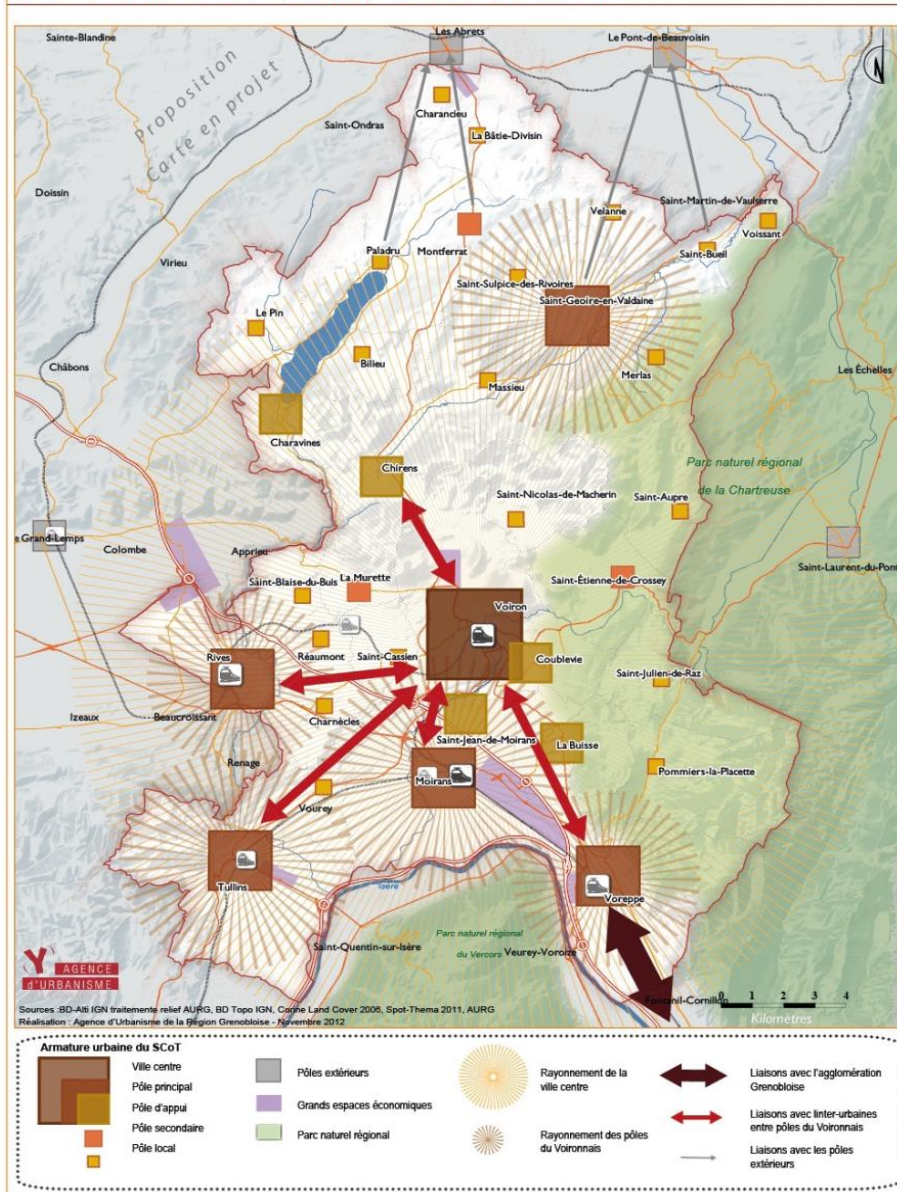 Sainte-Blandine
Les Abrets
Le Pont-de-Beauvoisin
Proposition
Carte en projet
N
Charancieu
Saint-Ondras
La Bâtie-Divisin
Doissin
Velanne
Saint-Martin-de-Vaulserre
Voissant
Virieu
Paladru
Montferrat
Saint-Bueil
Saint-Sulpice-des-Rivoires
Saint-Geoire-en-Valdaine
Le Pin
Châbons
Bilieu
Massieu
Merlas
Les Échelles
Charavines
Chirens
Parc naturel régional
de la Chartreuse
Saint-Nicolas-de-Macherin
Saint-Aupre
e Grand-Lemps
Colombe
Apprieu
Saint-Laurent-du-Pont
Saint-Blaise-du-Buis
La Murette
Saint-Étienne-de-Crossey
Voiron
Réaumont
Saint-Cassien
Rives
Coublevie
Saint-Julien-de-Raz
Izeaux
Beaucroissant
Charnècles
Saint-Jean-de-Moirans
La Buisse
Renage
Moirans
Pommiers-la-Placette
Vourey
Tullins
Isère
Voreppe
Saint-Quentin-sur-Isère
Parc naturel régional
du Vercors
Veurey-Voroize
Fontanil-Cornillon
Y AGENCE
d'URBANISME
0 1 2 3 4
Kilomètres
Sources :BD-Alti IGN traitemente relief AURG, BD Topo IGN, Corine Land Cover 2006, Spot-Thema 2011, AURG
Réalisation : Agence d'Urbanisme de la Région Grenobloise - Novembre 2012
Armature urbaine du SCoT
Ville centre
Pôle principal
Pôle d'appui
Pôle secondaire
Pôle local
Pôles extérieurs
Grands espaces économiques
Parc naturel régional
Rayonnement de la
ville centre
Rayonnement des pôles
du Voironnais
Liaisons avec l'agglomération
Grenobloise
Liaisons avec linter-urbaines
entre pôles du Voironnais
Liaisons avec les pôles
extérieurs